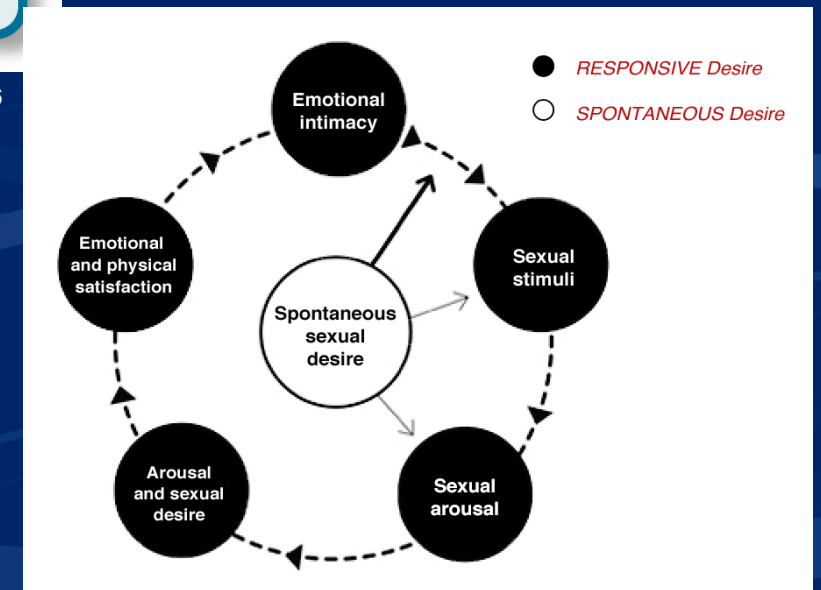 RESPONSIVE Desire
SPONTANEOUS Desire
Emotional
intimacy
Sexual
stimuli
Sexual
arousal
Arousal
and sexual
desire
Emotional
and physical
satisfaction
Spontaneous
sexual
desire